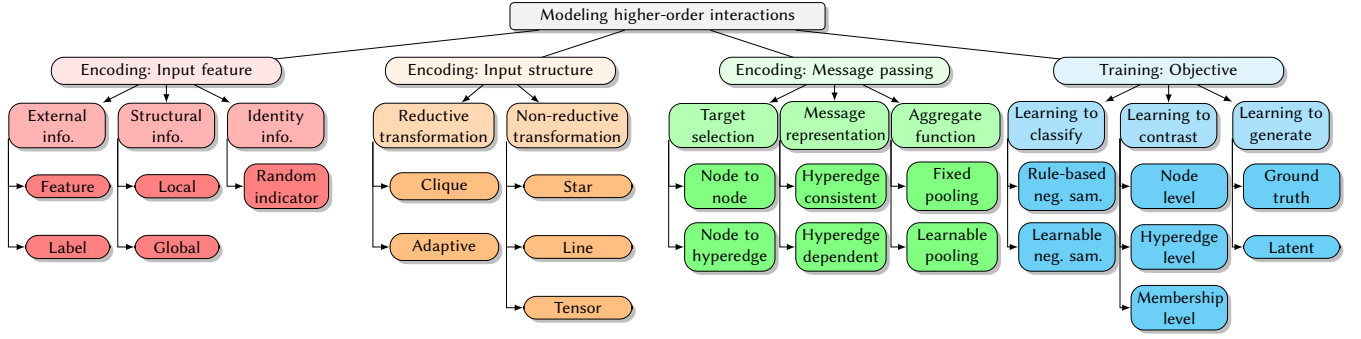 Modeling higher-order interactions
Encoding: Input feature
Encoding: Input structure
Encoding: Message passing
Training: Objective
External
info.
Structural
info.
Identity
info.
Reductive
transformation
Non-reductive
transformation
Target
selection
Message
representation
Aggregate
function
Learning to
classify
Learning to
contrast
Learning to
generate
Feature
Local
Random
indicator
Clique
Star
Node to
node
Hyperedge
consistent
Fixed
pooling
Rule-based
neg. sam.
Node
level
Ground
truth
Label
Global
Adaptive
Line
Node to
hyperedge
Hyperedge
dependent
Learnable
pooling
Learnable
neg. sam.
Hyperedge
level
Latent
Tensor
Membership
level